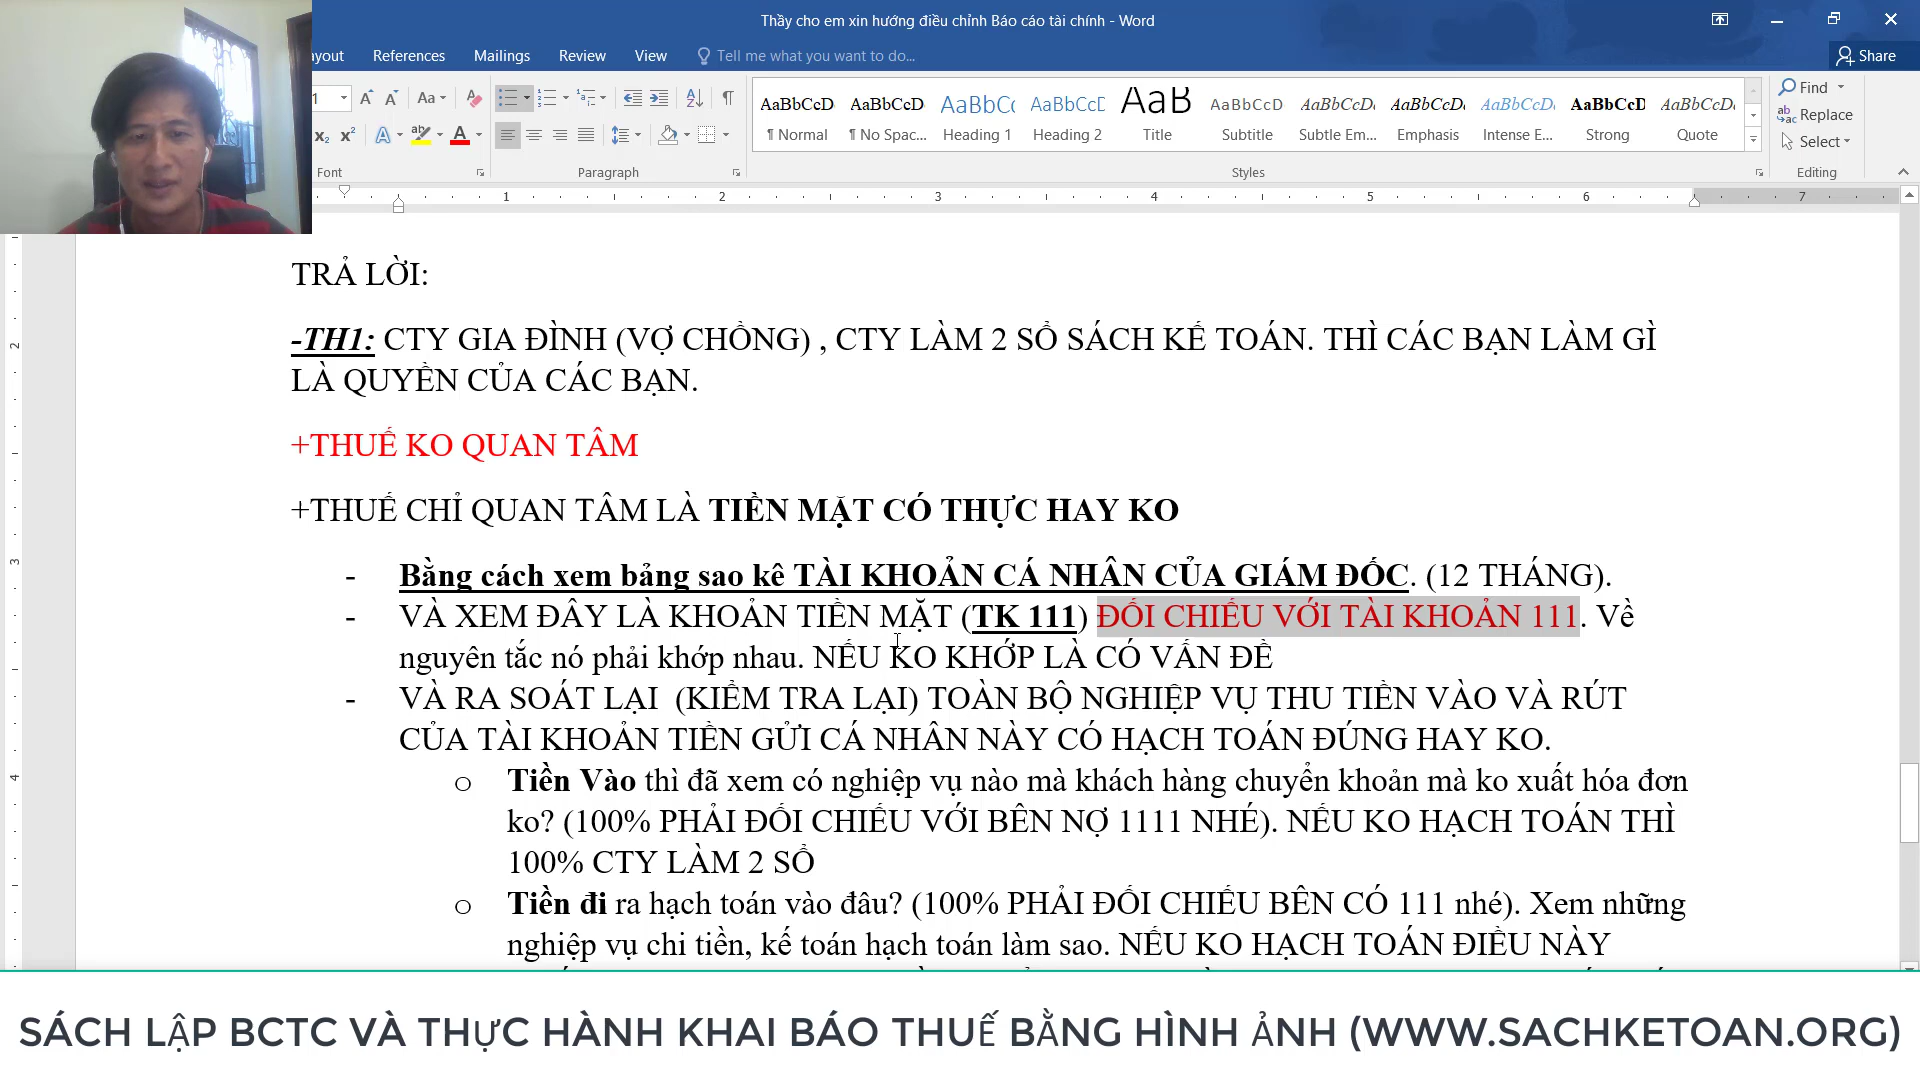 Thầy cho em xin hướng điều chỉnh Báo cáo tài chính - Word
yout References Mailings Review View Tell me what you want to do... Share
Aa
AaBbCcD AaBbCcD AaBbCc AaBbCcD AaB AaBbCcD AaBbCcD AaBbCcD AaBbCcD AaBbCcD AaBbCcD
¶ Normal ¶ No Spac... Heading 1 Heading 2 Title Subtitle Subtle Em... Emphasis Intense E... Strong Quote
Find
Replace
Select
Font Paragraph Styles Editing
1 2 3 4 5 6 7
TRẢ LỜI:
-TH1: CTY GIA ĐÌNH (VỢ CHỒNG) , CTY LÀM 2 SỔ SÁCH KẾ TOÁN. THÌ CÁC BẠN LÀM GÌ
LÀ QUYỀN CỦA CÁC BẠN.
+THUẾ KO QUAN TÂM
+THUẾ CHỈ QUAN TÂM LÀ TIỀN MẶT CÓ THỰC HAY KO
- Bằng cách xem bảng sao kê TÀI KHOẢN CÁ NHÂN CỦA GIÁM ĐỐC. (12 THÁNG).
- VÀ XEM ĐÂY LÀ KHOẢN TIỀN MẶT (TK 111) ĐỐI CHIẾU VỚI TÀI KHOẢN 111. Về
nguyên tắc nó phải khớp nhau. NẾU KO KHỚP LÀ CÓ VẤN ĐỀ
- VÀ RA SOÁT LẠI (KIỂM TRA LẠI) TOÀN BỘ NGHIỆP VỤ THU TIỀN VÀO VÀ RÚT
CỦA TÀI KHOẢN TIỀN GỬI CÁ NHÂN NÀY CÓ HẠCH TOÁN ĐÚNG HAY KO.
o Tiền Vào thì đã xem có nghiệp vụ nào mà khách hàng chuyển khoản mà ko xuất hóa đơn
ko? (100% PHẢI ĐỐI CHIẾU VỚI BÊN NỢ 1111 NHÉ). NẾU KO HẠCH TOÁN THÌ
100% CTY LÀM 2 SỔ
o Tiền đi ra hạch toán vào đâu? (100% PHẢI ĐỐI CHIẾU BÊN CÓ 111 nhé). Xem những
nghiệp vụ chi tiền, kế toán hạch toán làm sao. NẾU KO HẠCH TOÁN ĐIỀU NÀY
SÁCH LẬP BCTC VÀ THỰC HÀNH KHAI BÁO THUẾ BẰNG HÌNH ẢNH (WWW.SACHKETOAN.ORG)